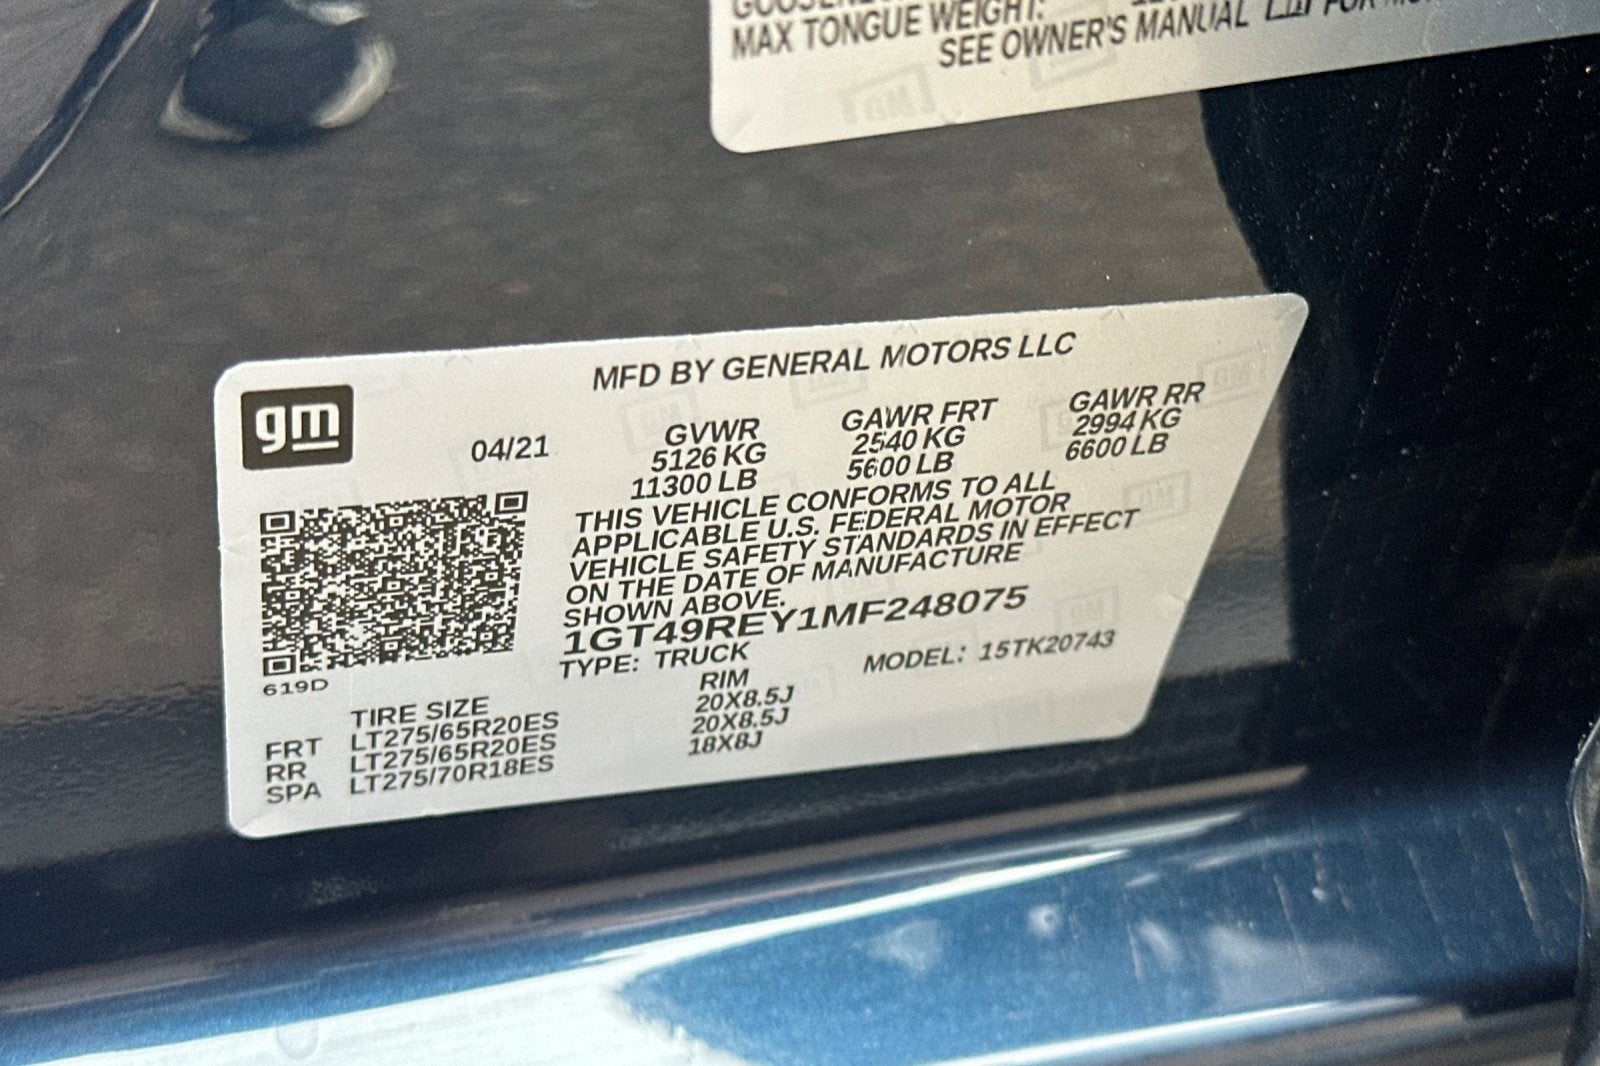 MAX TONGUE WEIGHT:
SEE OWNER'S MANUAL FOR
MFD BY GENERAL MOTORS LLC
gm
04/21
GVWR GAWR FRT GAWR RR
5126 KG 2540 KG 2994 KG
11300 LB 5600 LB 6600 LB
THIS VEHICLE CONFORMS TO ALL
APPLICABLE U.S. FEDERAL MOTOR
VEHICLE SAFETY STANDARDS IN EFFECT
ON THE DATE OF MANUFACTURE
SHOWN ABOVE.
1GT49REY1MF248075
TYPE: TRUCK MODEL: 15TK20743
619D
TIRE SIZE RIM
FRT LT275/65R20ES 20X8.5J
RR LT275/65R20ES 20X8.5J
SPA LT275/70R18ES 18X8J